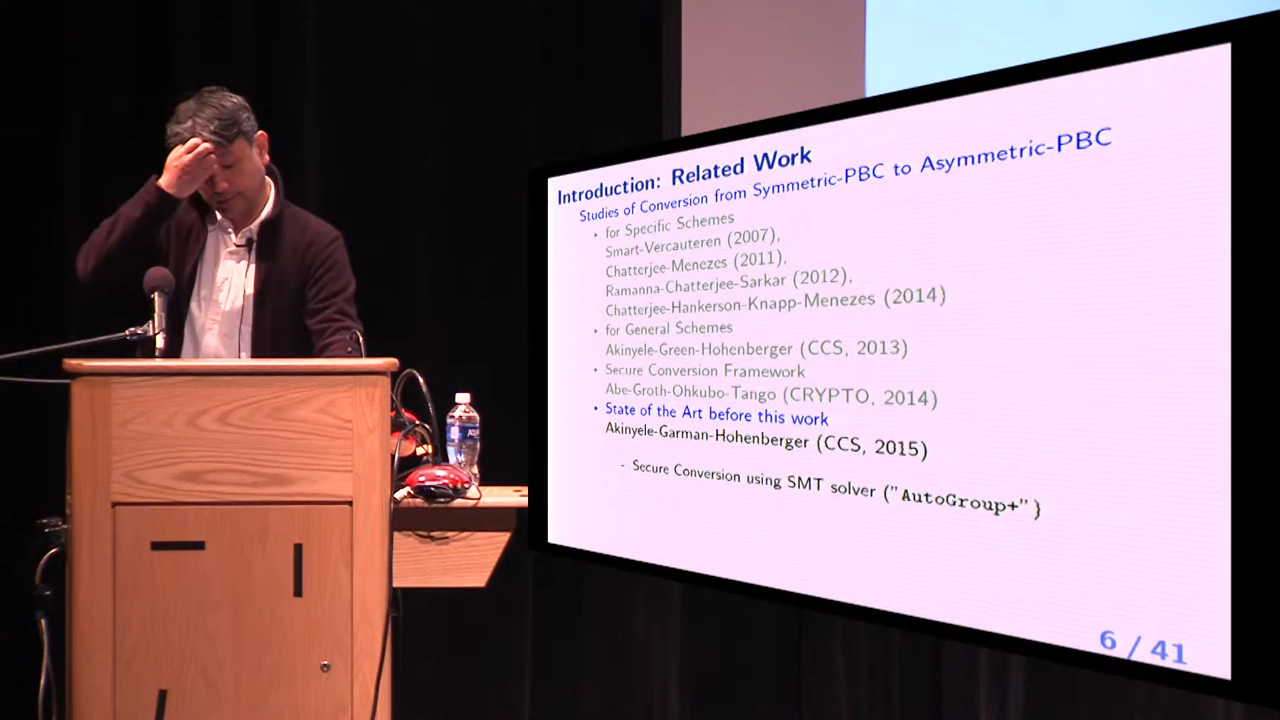 Introduction: Related Work
Studies of Conversion from Symmetric-PBC to Asymmetric-PBC
‣ for Specific Schemes
Smart-Vercauteren (2007),
Chatterjee-Menezes (2011),
Ramanna-Chatterjee-Sarkar (2012),
Chatterjee-Hankerson-Knapp-Menezes (2014)
‣ for General Schemes
Akinyele-Green-Hohenberger (CCS, 2013)
‣ Secure Conversion Framework
Abe-Groth-Ohkubo-Tango (CRYPTO, 2014)
‣ State of the Art before this work
Akinyele-Garman-Hohenberger (CCS, 2015)
- Secure Conversion using SMT solver ("AutoGroup+")
6 / 41